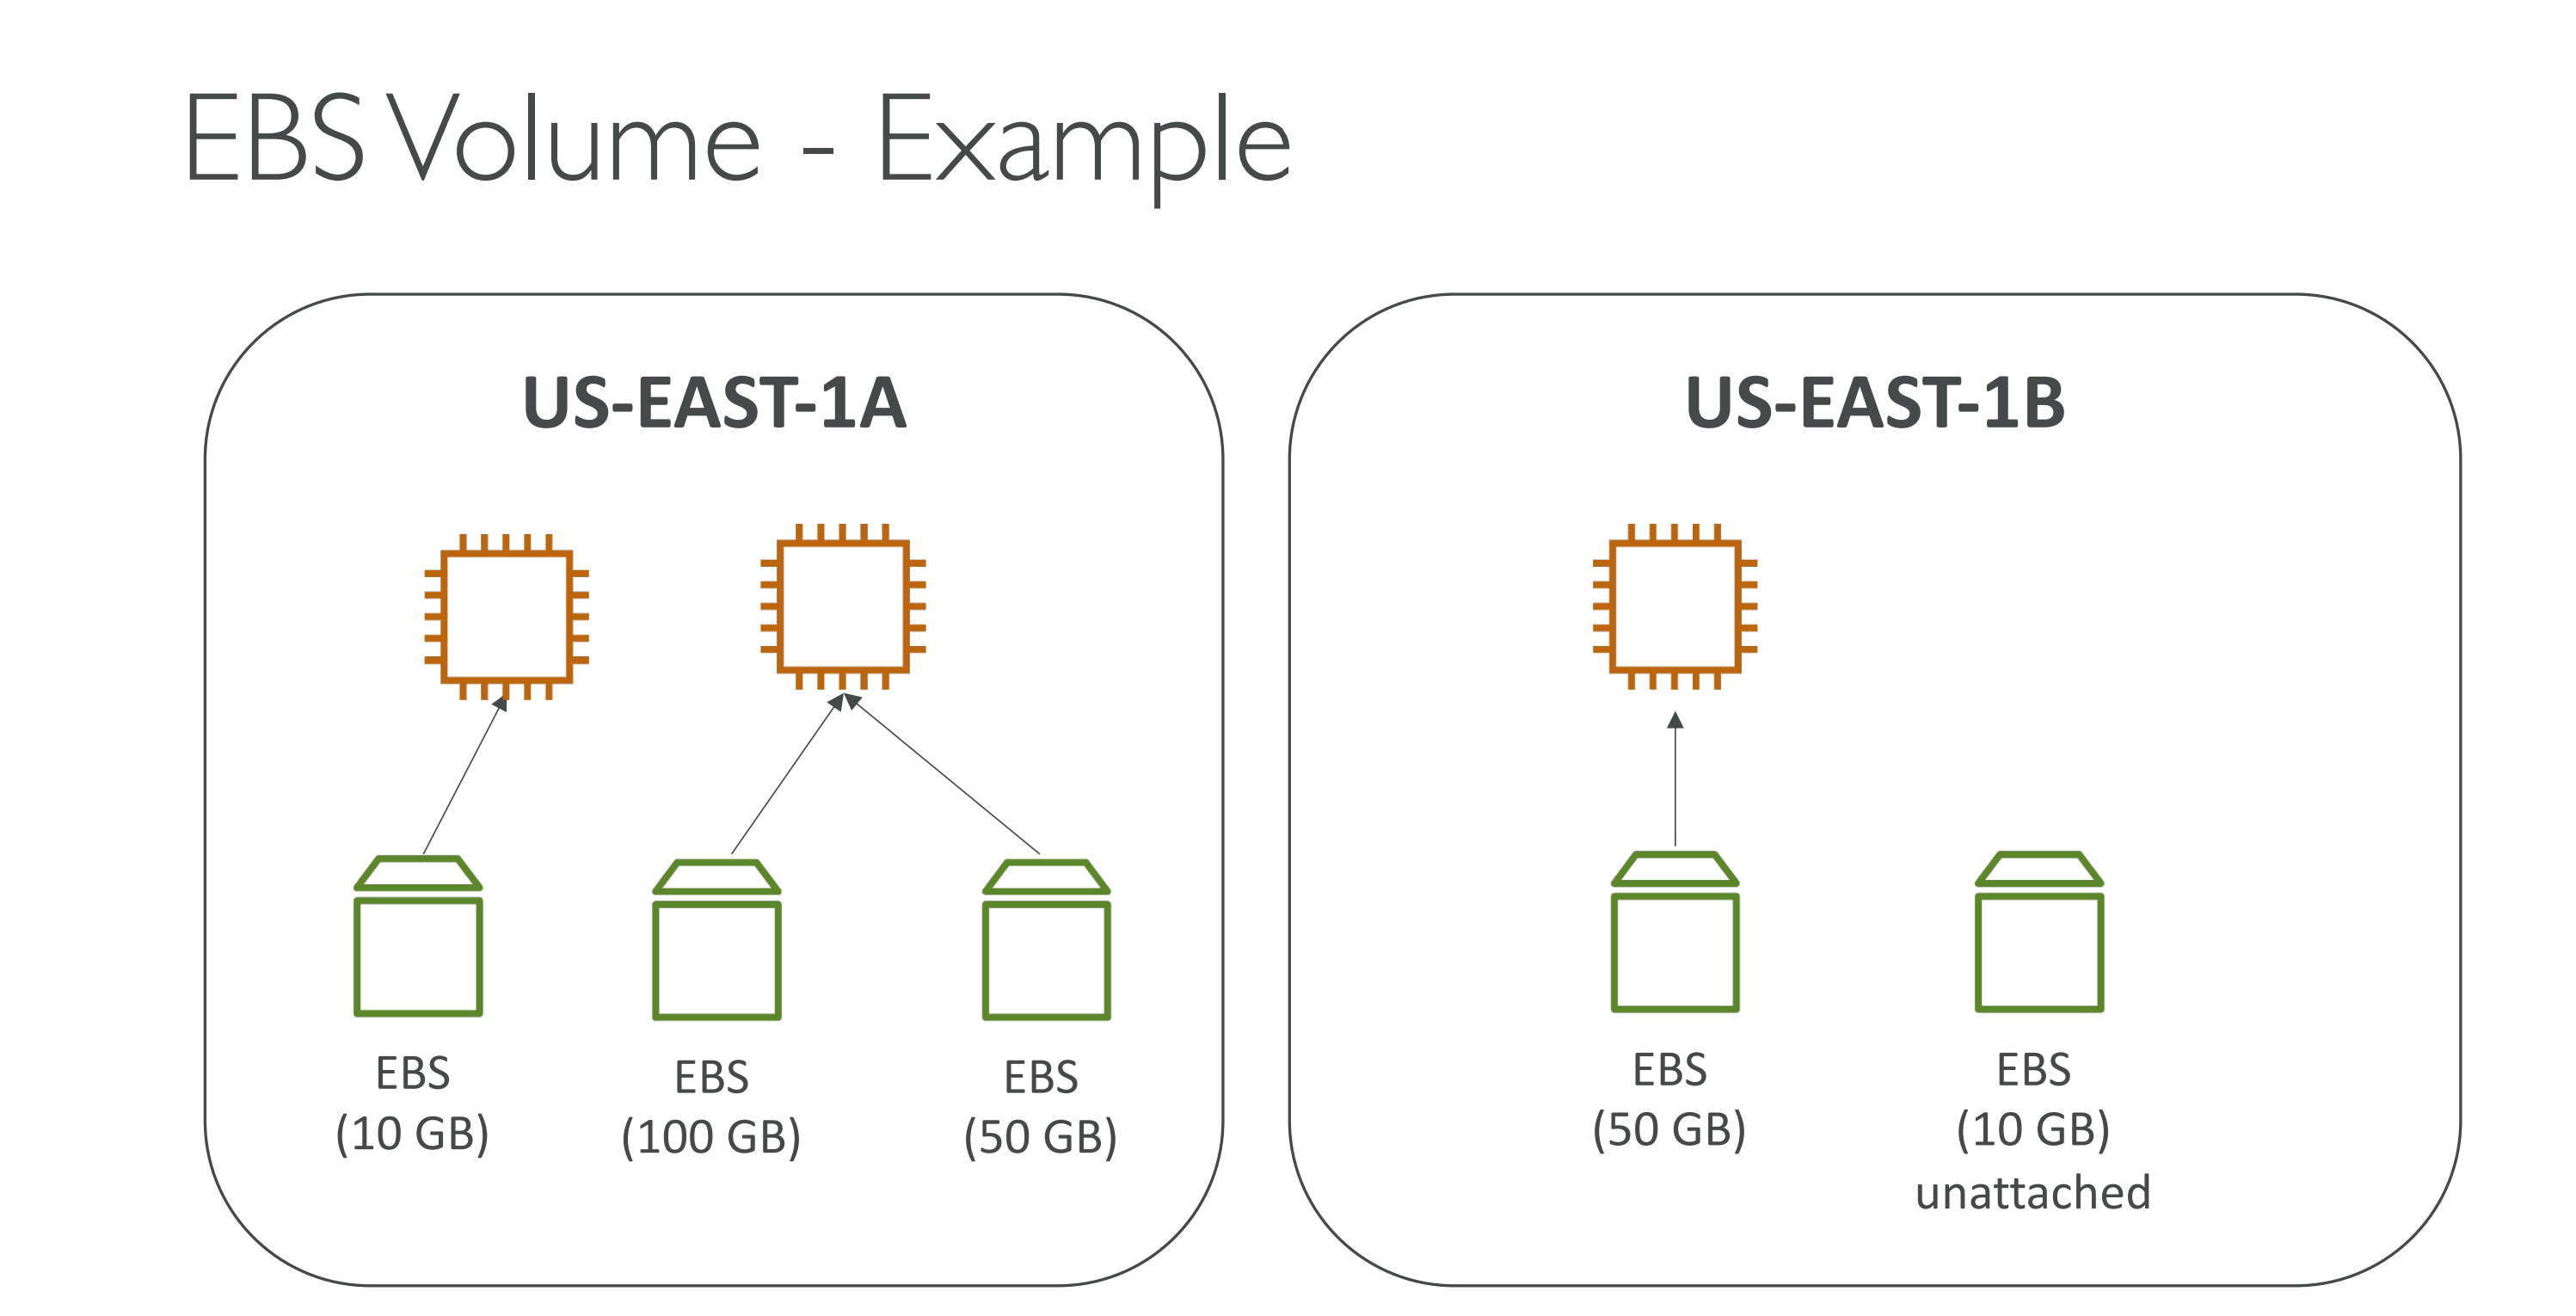 EBS Volume - Example
US-EAST-1A
EBS
(10 GB)
EBS
(100 GB)
EBS
(50 GB)
US-EAST-1B
EBS
(50 GB)
EBS
(10 GB)
unattached